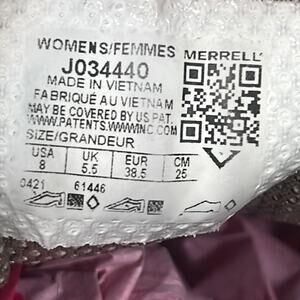 WOMENS/FEMMES MERRELL
J034440
MADE IN VIETNAM
FABRIQUÉ AU VIETNAM
MAY BE COVERED BY US PAT.
WWW.PATENTS.WWWINC.COM
SIZE/GRANDEUR
USA UK EUR CM
8 5.5 38.5 25
0421 61446